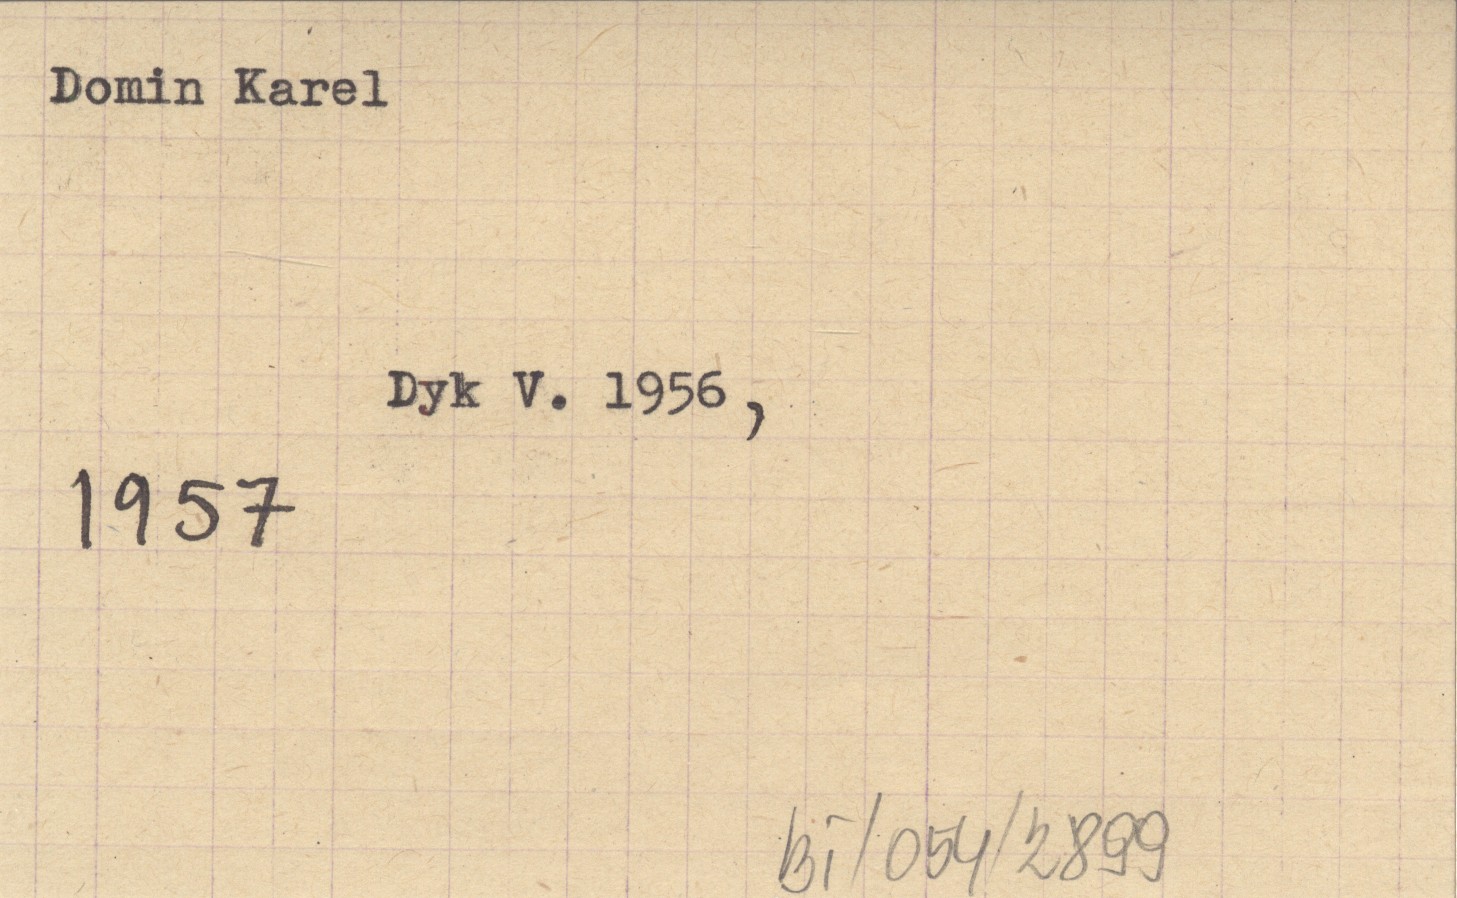 Domin Karel
Dyk V. 1956,
1957
Bi/054/2899